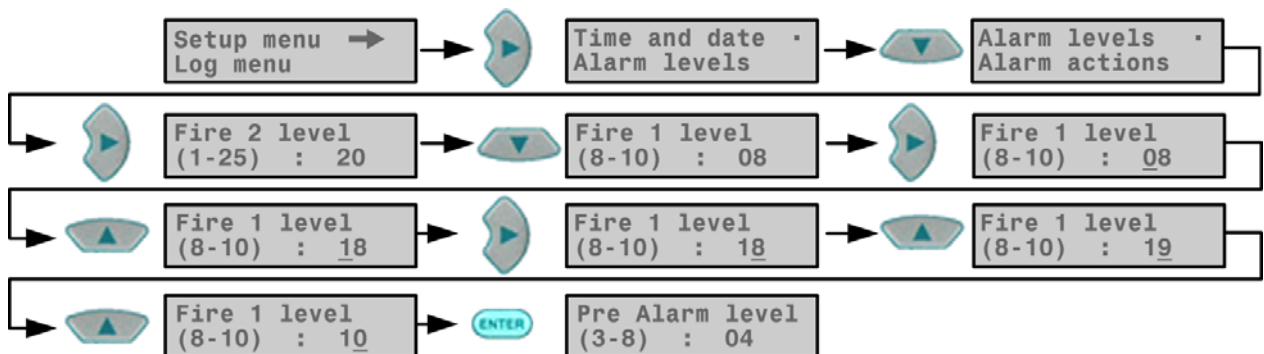 Setup menu
Log menu
Time and date ·
Alarm levels
Alarm levels ·
Alarm actions
Fire 2 level
(1-25) : 20
Fire 1 level
(8-10) : 08
Fire 1 level
(8-10) : 08
Fire 1 level
(8-10) : 18
Fire 1 level
(8-10) : 18
Fire 1 level
(8-10) : 19
Fire 1 level
(8-10) : 10
ENTER
Pre Alarm level
(3-8) : 04